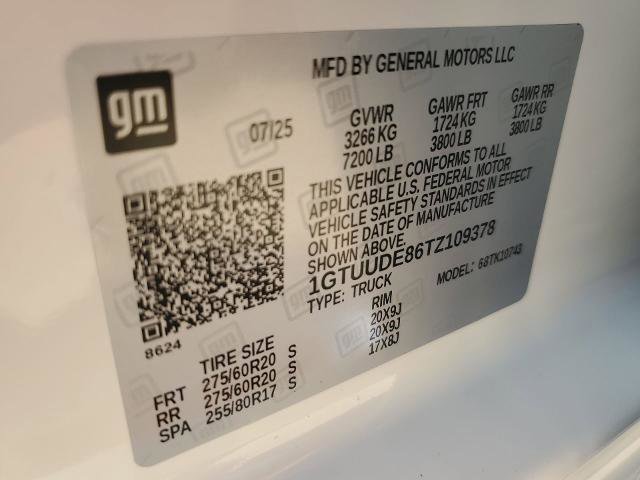 gm
MFD BY GENERAL MOTORS LLC
07/25
GVWR GAWR FRT GAWR RR
3266 KG 1724 KG 1724 KG
7200 LB 3800 LB 3800 LB
THIS VEHICLE CONFORMS TO ALL
APPLICABLE U.S. FEDERAL MOTOR
VEHICLE SAFETY STANDARDS IN EFFECT
ON THE DATE OF MANUFACTURE
SHOWN ABOVE.
1GTUUDE86TZ109378
TYPE: TRUCK MODEL: 68TK10743
8624
TIRE SIZE RIM
FRT 275/60R20 S 20X9J
RR 275/60R20 S 20X9J
SPA 255/80R17 S 17X8J